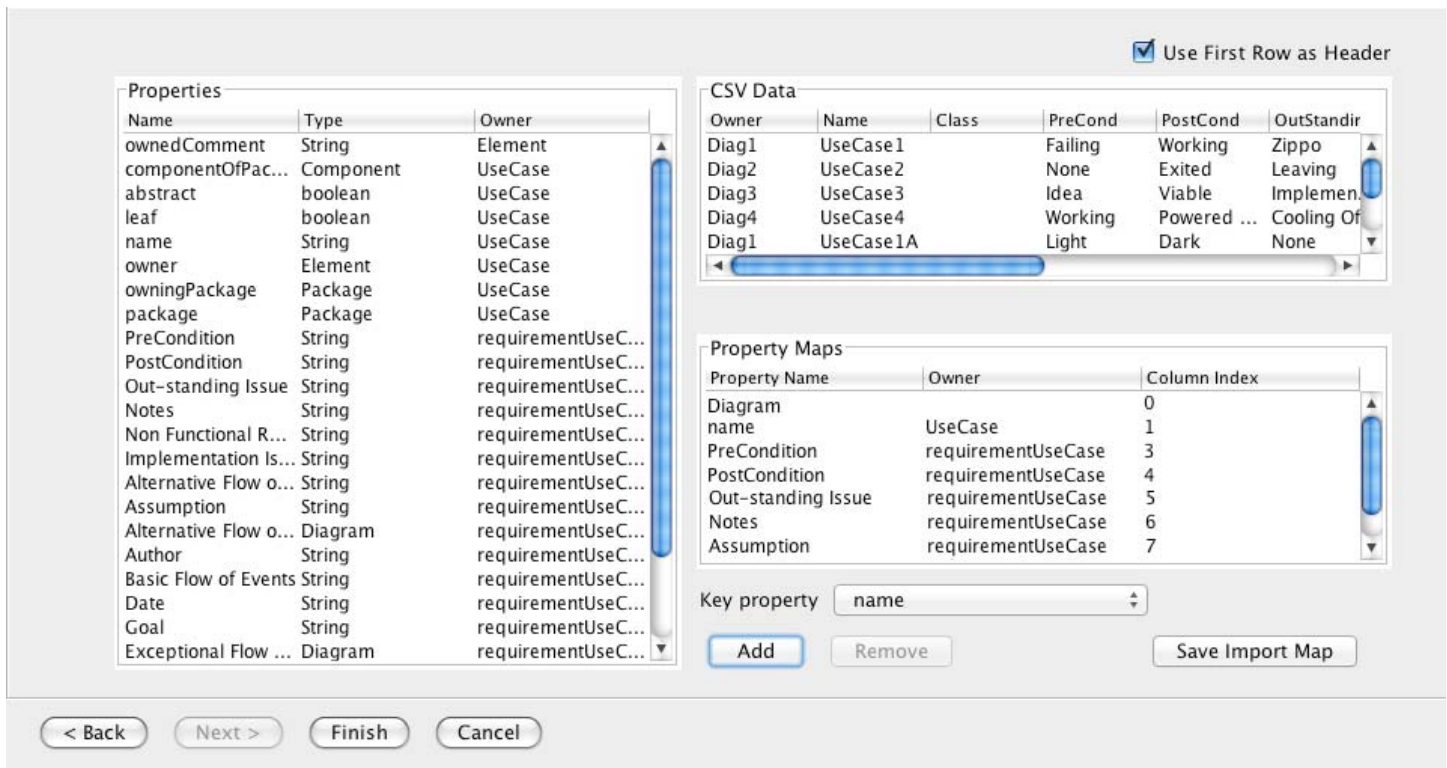 Use First Row as Header
Properties
Name Type Owner
ownedComment String Element
componentOfPac... Component UseCase
abstract boolean UseCase
leaf boolean UseCase
name String UseCase
owner Element UseCase
owningPackage Package UseCase
package Package UseCase
PreCondition String requirementUseC...
PostCondition String requirementUseC...
Out-standing Issue String requirementUseC...
Notes String requirementUseC...
Non Functional R... String requirementUseC...
Implementation Is... String requirementUseC...
Alternative Flow o... String requirementUseC...
Assumption String requirementUseC...
Alternative Flow o... Diagram requirementUseC...
Author String requirementUseC...
Basic Flow of Events String requirementUseC...
Date String requirementUseC...
Goal String requirementUseC...
Exceptional Flow ... Diagram requirementUseC...
CSV Data
Owner Name Class PreCond PostCond OutStandir
Diag1 UseCase1 Failing Working Zippo
Diag2 UseCase2 None Exited Leaving
Diag3 UseCase3 Idea Viable Implemen.
Diag4 UseCase4 Working Powered ... Cooling Of
Diag1 UseCase1A Light Dark None
Property Maps
Property Name Owner Column Index
Diagram 0
name UseCase 1
PreCondition requirementUseCase 3
PostCondition requirementUseCase 4
Out-standing Issue requirementUseCase 5
Notes requirementUseCase 6
Assumption requirementUseCase 7
Key property name
Add Remove Save Import Map
< Back Next > Finish Cancel